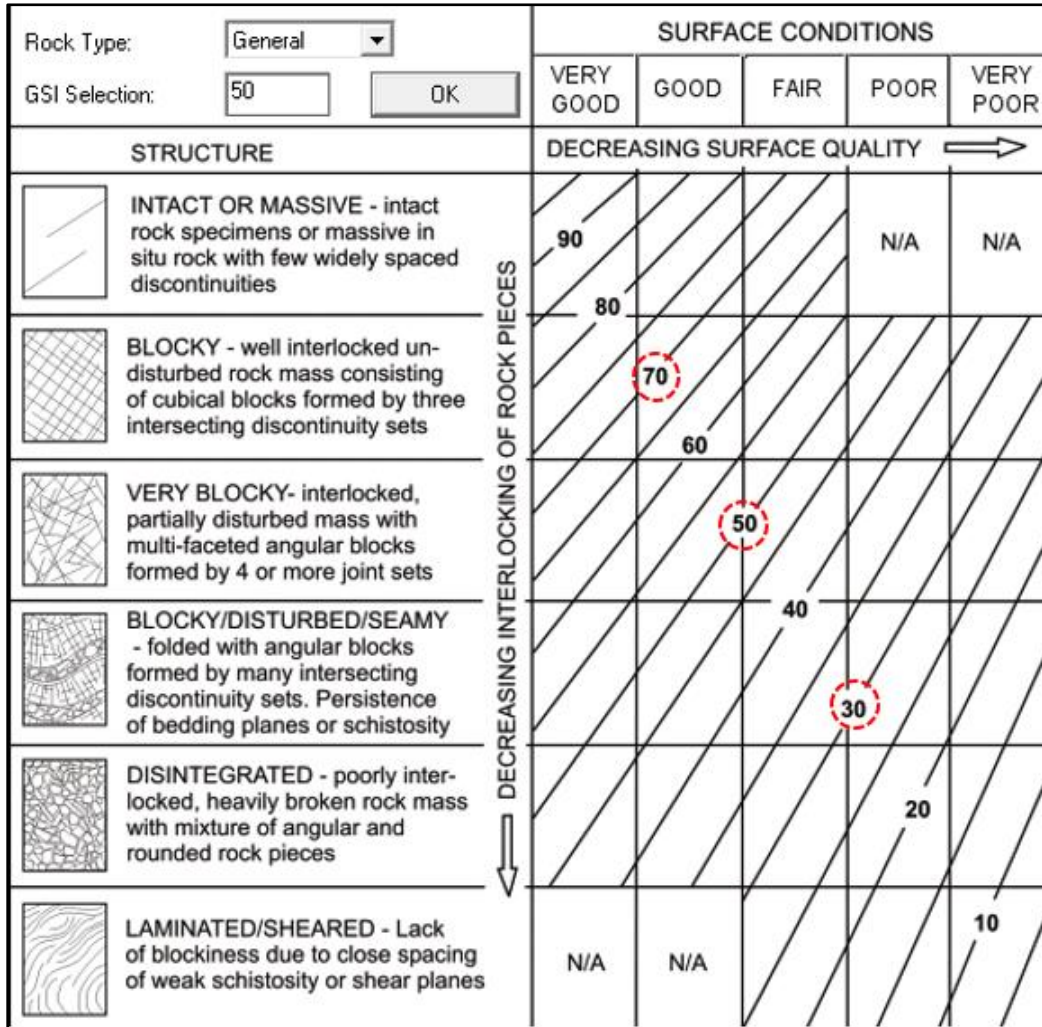 Rock Type:
General
GSI Selection:
50
OK
SURFACE CONDITIONS
VERY
GOOD
GOOD
FAIR
POOR
VERY
POOR
STRUCTURE
DECREASING SURFACE QUALITY
DECREASING INTERLOCKING OF ROCK PIECES
INTACT OR MASSIVE - intact
rock specimens or massive in
situ rock with few widely spaced
discontinuities
90
80
N/A
N/A
BLOCKY - well interlocked un-
disturbed rock mass consisting
of cubical blocks formed by three
intersecting discontinuity sets
70
60
VERY BLOCKY- interlocked,
partially disturbed mass with
multi-faceted angular blocks
formed by 4 or more joint sets
50
BLOCKY/DISTURBED/SEAMY
- folded with angular blocks
formed by many intersecting
discontinuity sets. Persistence
of bedding planes or schistosity
40
30
DISINTEGRATED - poorly inter-
locked, heavily broken rock mass
with mixture of angular and
rounded rock pieces
20
LAMINATED/SHEARED - Lack
of blockiness due to close spacing
of weak schistosity or shear planes
N/A
N/A
10